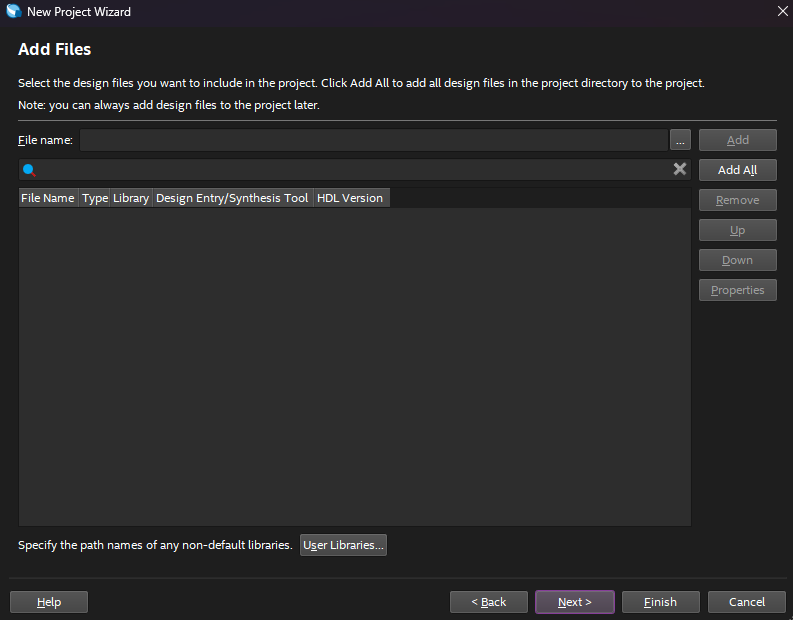 New Project Wizard
Add Files
Select the design files you want to include in the project. Click Add All to add all design files in the project directory to the project.
Note: you can always add design files to the project later.
File name: ... Add
Add All
File Name Type Library Design Entry/Synthesis Tool HDL Version
Remove
Up
Down
Properties
Specify the path names of any non-default libraries. User Libraries...
Help < Back Next > Finish Cancel